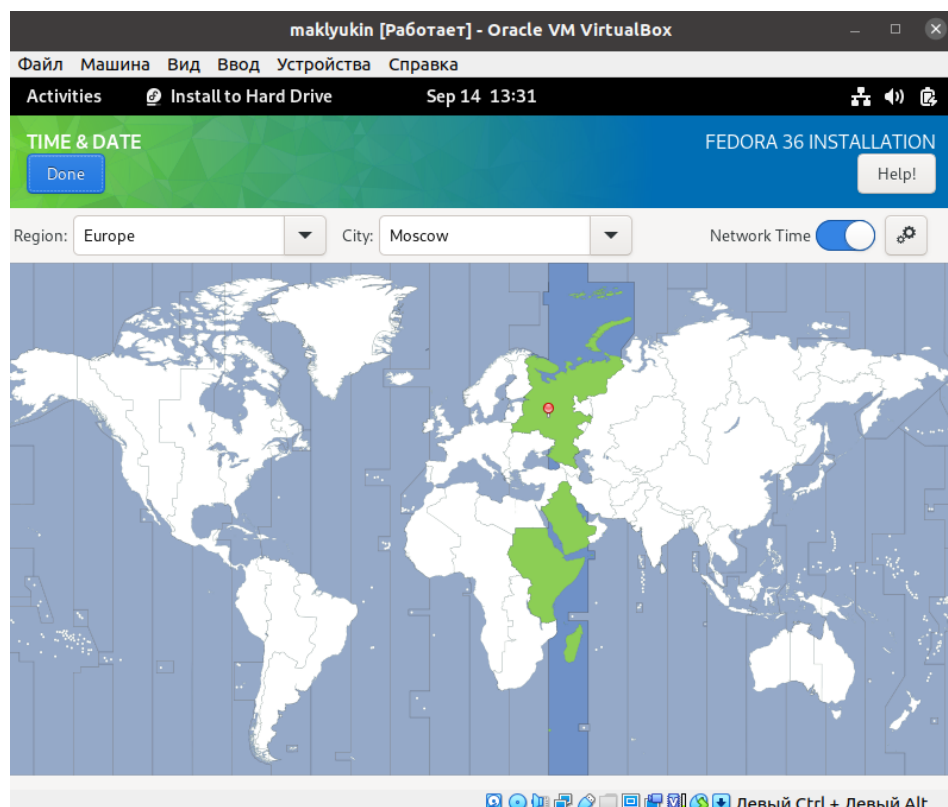 maklyukin [Работает] - Oracle VM VirtualBox
Файл Машина Вид Ввод Устройства Справка
Activities Install to Hard Drive Sep 14 13:31
TIME & DATE FEDORA 36 INSTALLATION
Done Help!
Region: Europe City: Moscow Network Time
Левый Ctrl + Левый Alt